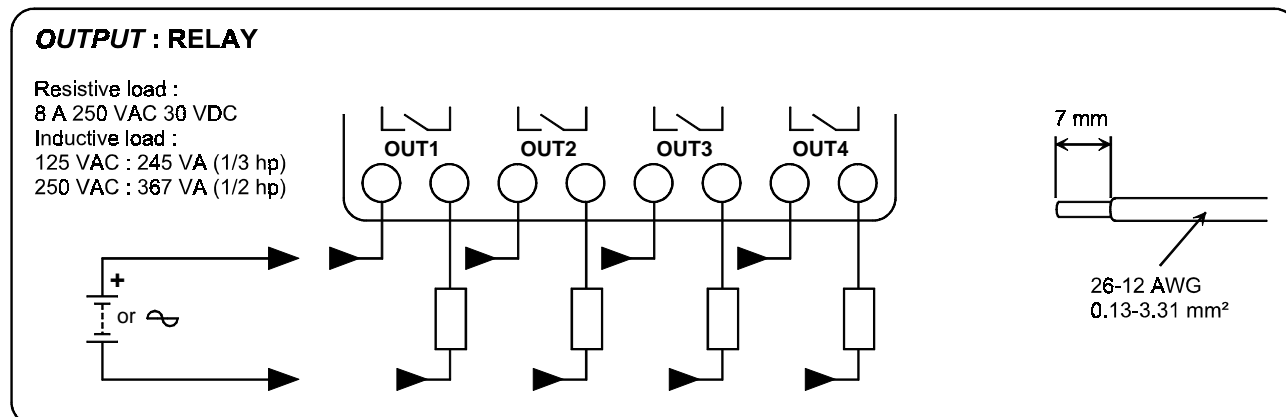 OUTPUT : RELAY
Resistive load :
8 A 250 VAC 30 VDC
Inductive load :
125 VAC : 245 VA (1/3 hp)
250 VAC : 367 VA (1/2 hp)
OUT1 OUT2 OUT3 OUT4
7 mm
+
or
26-12 AWG
0.13-3.31 mm²